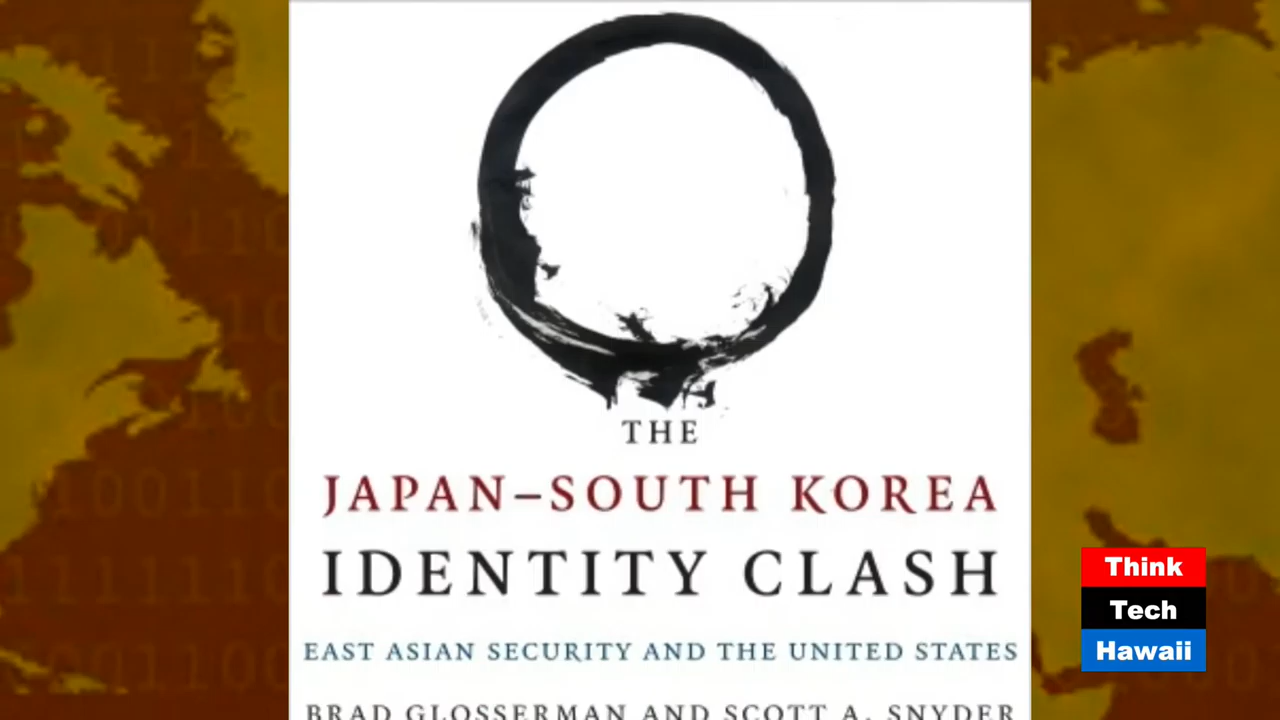 THE
JAPAN–SOUTH KOREA
IDENTITY CLASH
EAST ASIAN SECURITY AND THE UNITED STATES
BRAD GLOSSERMAN AND SCOTT A. SNYDER
Think
Tech
Hawaii